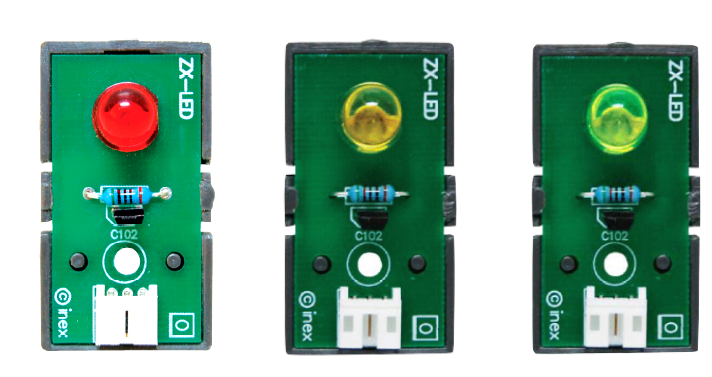 ZX-LED
C102
© inex
O
ZX-LED
C102
© inex
O
ZX-LED
C102
© inex
O